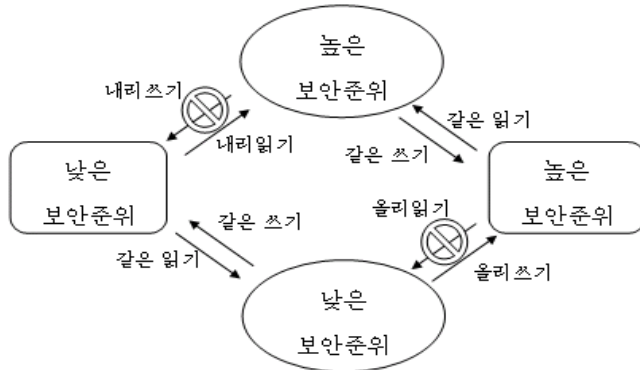 높은
보안준위
내리쓰기
내리읽기
같은 읽기
같은 쓰기
낮은
보안준위
높은
보안준위
같은 쓰기
같은 읽기
올리읽기
올리쓰기
낮은
보안준위